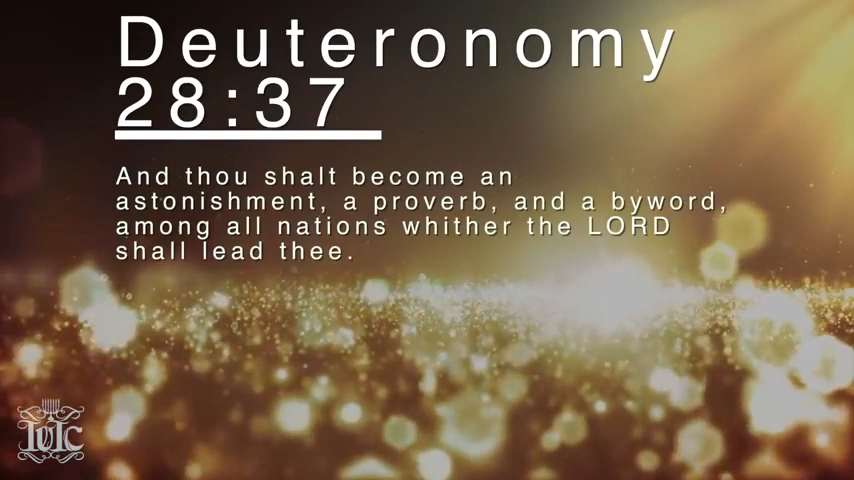 Deuteronomy
28:37
And thou shalt become an
astonishment, a proverb, and a byword,
among all nations whither the LORD
shall lead thee.
IUIC